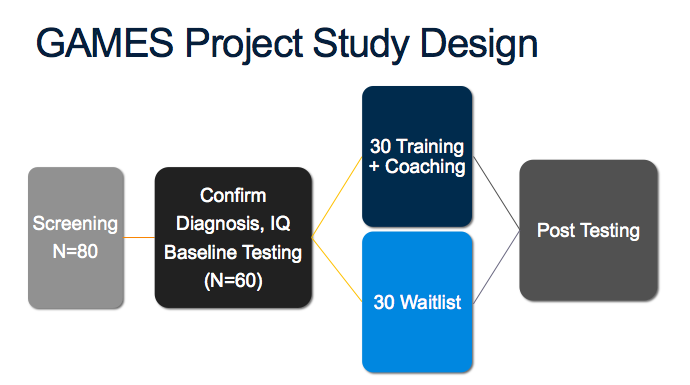 GAMES Project Study Design
Screening
N=80
Confirm
Diagnosis, IQ
Baseline Testing
(N=60)
30 Training
+ Coaching
30 Waitlist
Post Testing